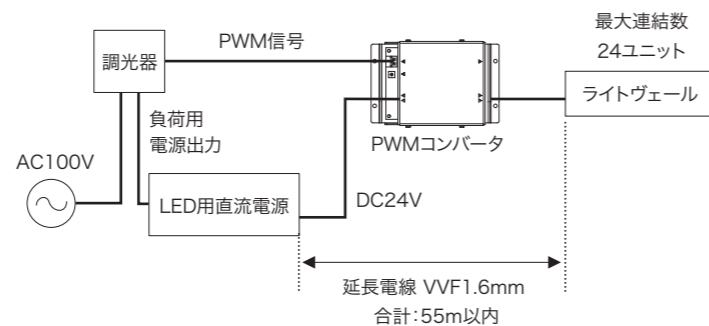 最大連結数
24ユニット
PWM信号
調光器
ライトヴェール
負荷用
電源出力
PWMコンバータ
AC100V
LED用直流電源
DC24V
延長電線 VVF1.6mm
合計:55m以内